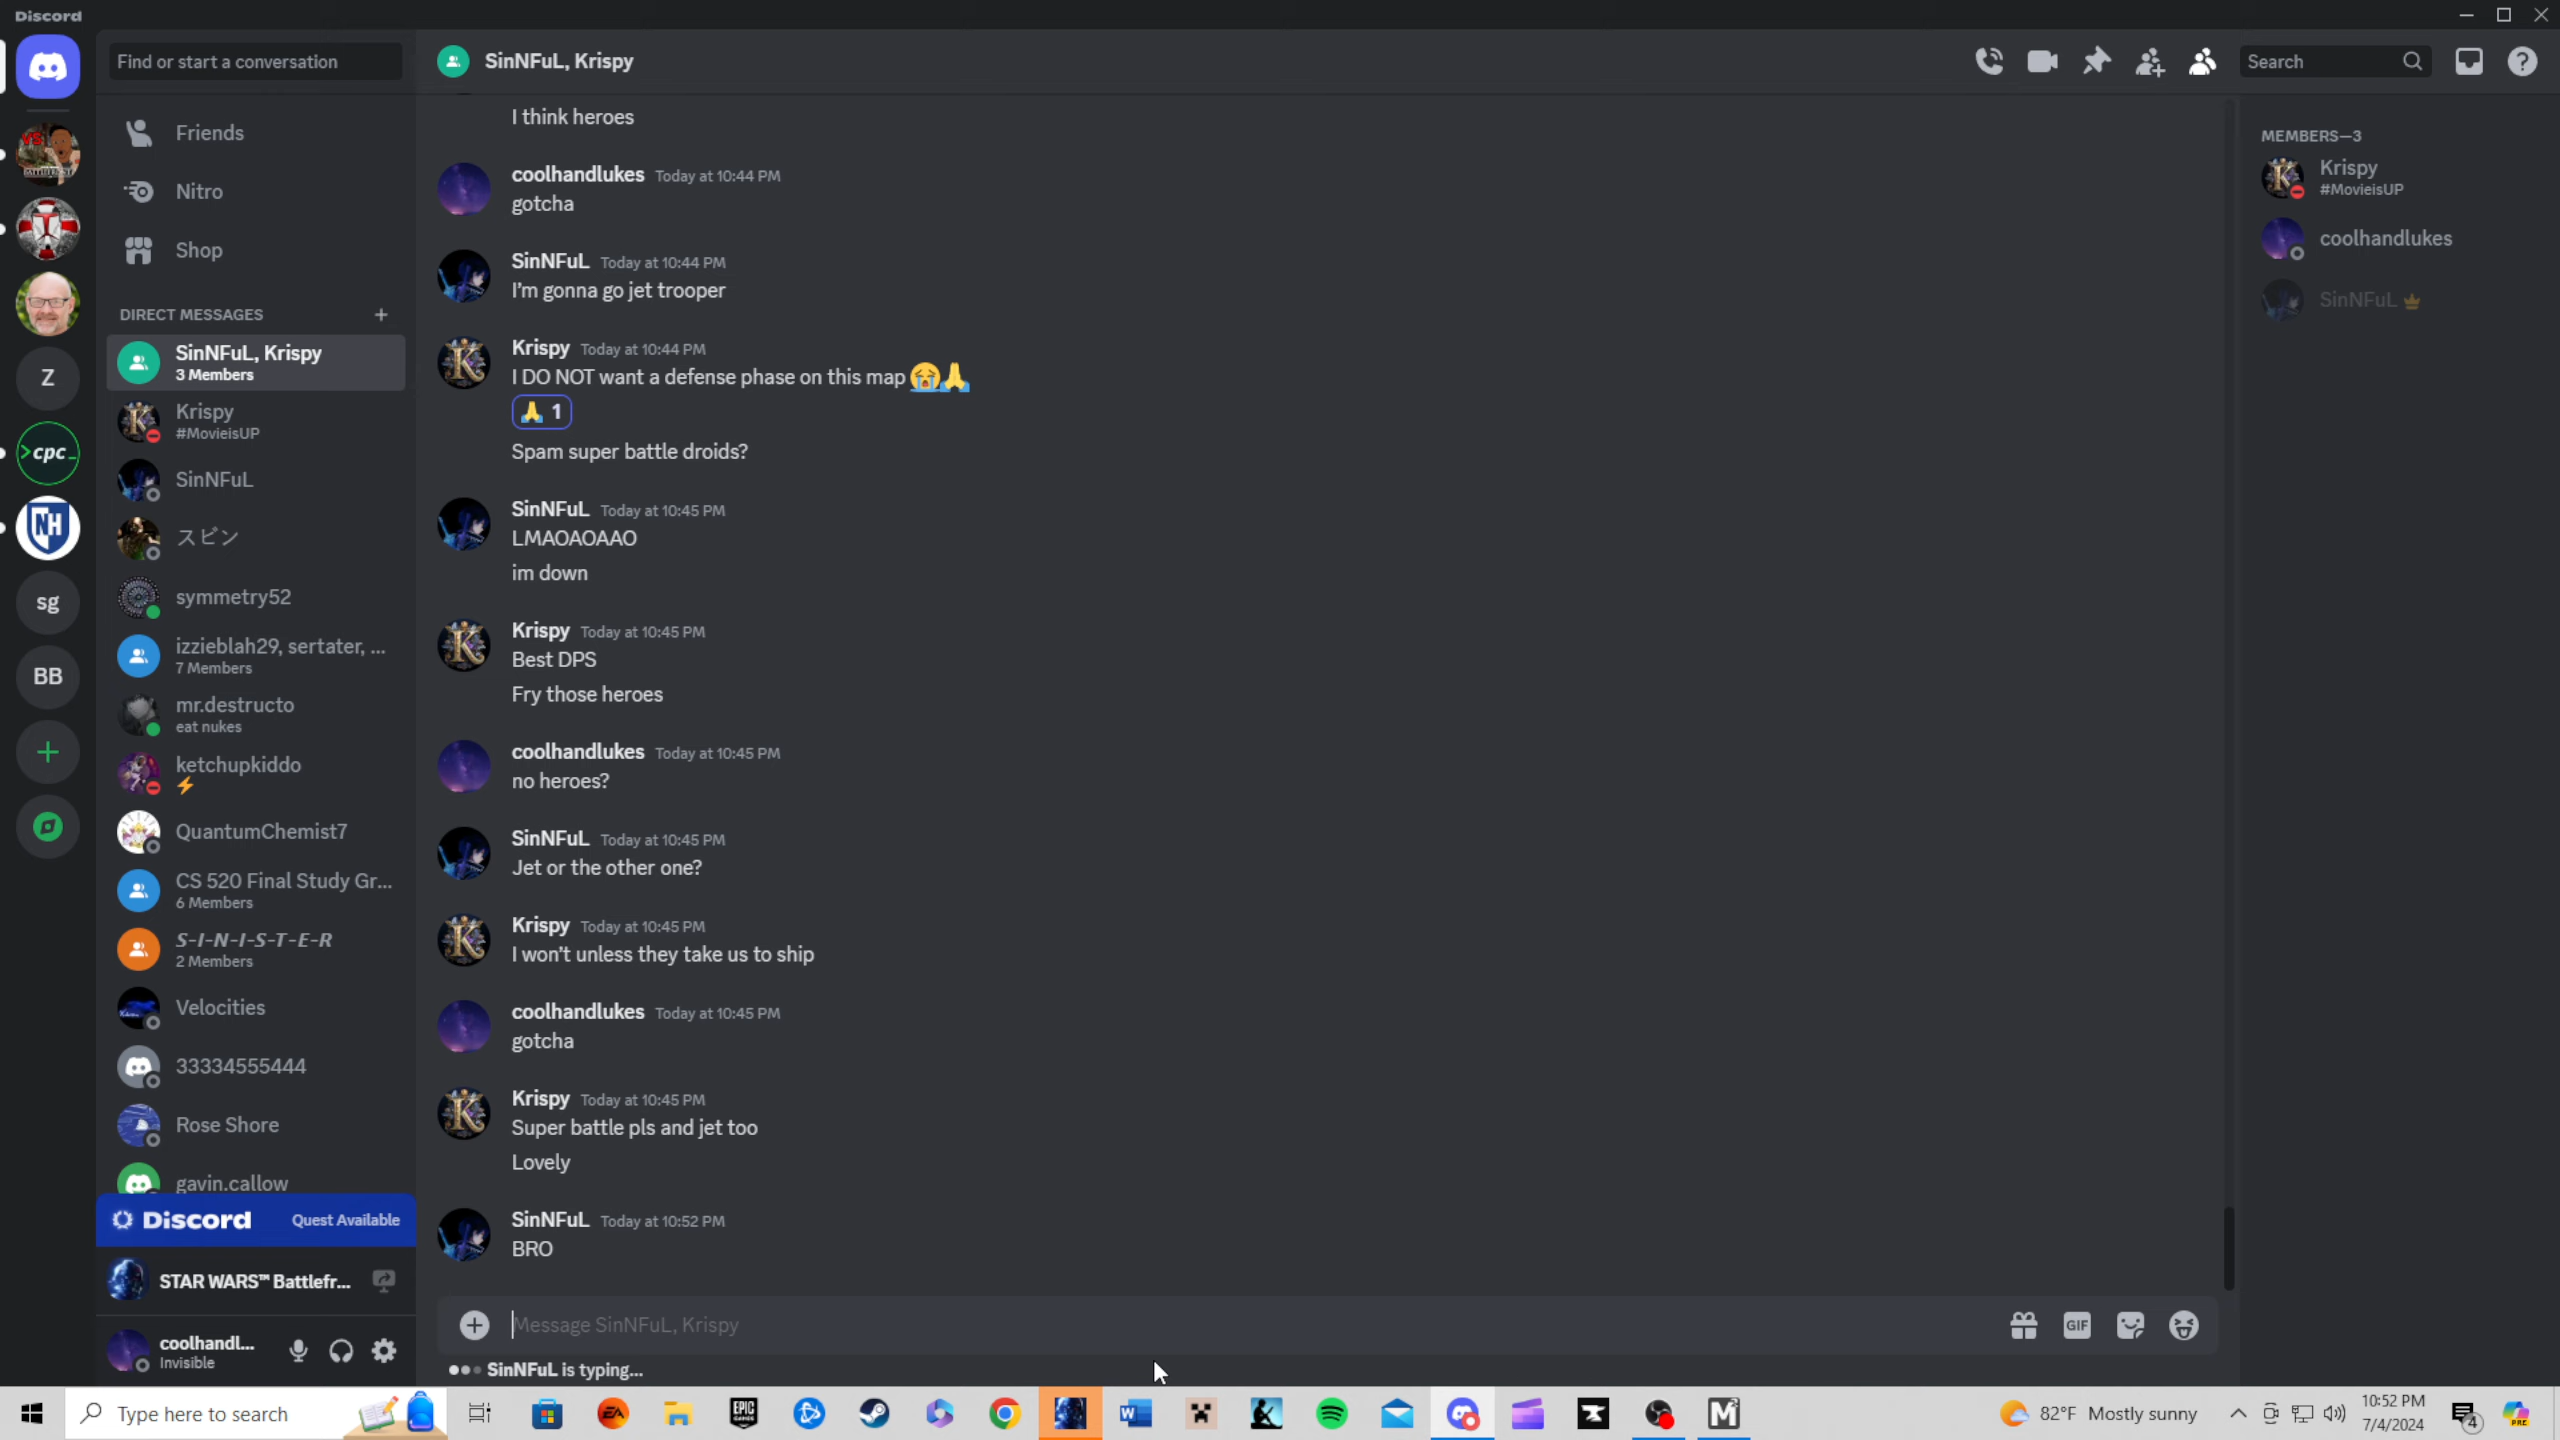 Discord
Find or start a conversation
SinNFuL, Krispy
Search
Friends
Nitro
Shop
DIRECT MESSAGES
SinNFuL, Krispy
3 Members
Krispy
#MovieisUP
SinNFuL
スピン
symmetry52
izzieblah29, sertater, ...
7 Members
mr.destructo
eat nukes
ketchupkiddo
⚡
QuantumChemist7
CS 520 Final Study Gr...
6 Members
S-I-N-I-S-T-E-R
2 Members
Velocities
33334555444
Rose Shore
gavin.callow
Discord Quest Available
STAR WARS™ Battlefr...
coolhandl...
Invisible
VS
Z
>cpc_
NH
sg
BB
I think heroes
coolhandlukes Today at 10:44 PM
gotcha
SinNFuL Today at 10:44 PM
I'm gonna go jet trooper
Krispy Today at 10:44 PM
I DO NOT want a defense phase on this map 😭🙏
🙏 1
Spam super battle droids?
SinNFuL Today at 10:45 PM
LMAOAOAAO
im down
Krispy Today at 10:45 PM
Best DPS
Fry those heroes
coolhandlukes Today at 10:45 PM
no heroes?
SinNFuL Today at 10:45 PM
Jet or the other one?
Krispy Today at 10:45 PM
I won't unless they take us to ship
coolhandlukes Today at 10:45 PM
gotcha
Krispy Today at 10:45 PM
Super battle pls and jet too
Lovely
SinNFuL Today at 10:52 PM
BRO
Message SinNFuL, Krispy
GIF
SinNFuL is typing...
MEMBERS—3
Krispy
#MovieisUP
coolhandlukes
SinNFuL
Type here to search
EA
EPIC
GAMES
W
M
82°F Mostly sunny
10:52 PM
7/4/2024
4
PRE